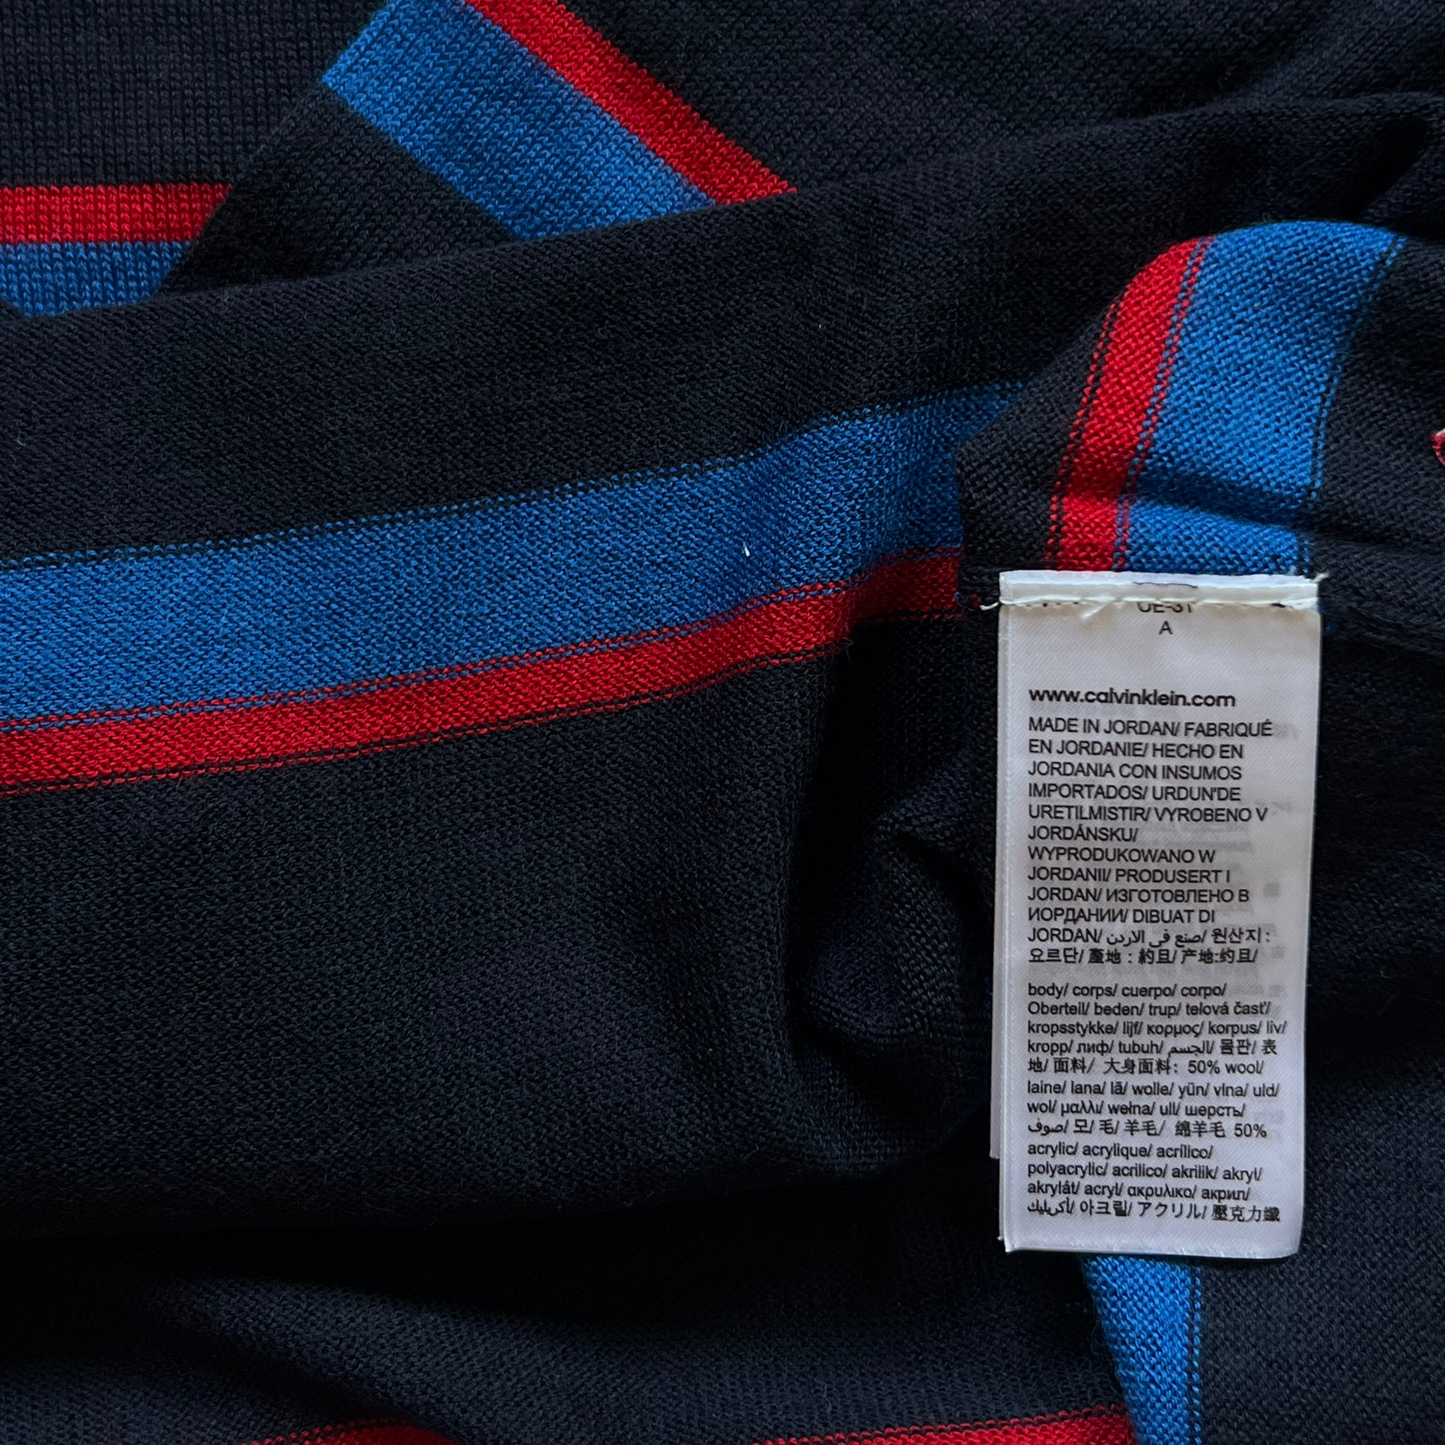 UE-31
A
www.calvinklein.com
MADE IN JORDAN/ FABRIQUÉ
EN JORDANIE/ HECHO EN
JORDANIA CON INSUMOS
IMPORTADOS/ URDUN'DE
URETILMISTIR/ VYROBENO V
JORDÁNSKU/
WYPRODUKOWANO W
JORDANII/ PRODUSERT I
JORDAN/ ИЗГОТОВЛЕНО В
ИОРДАНИИ/ DIBUAT DI
JORDAN/ صنع في الاردن/ 원산지 :
요르단/ 產地 : 約旦/ 产地:约旦/
body/ corps/ cuerpo/ corpo/
Oberteil/ beden/ trup/ telová časť/
kropsstykke/ lijf/ κορμος/ korpus/ liv/
kropp/ лиф/ tubuh/ الجسم/ 몸판/ 表
地/ 面料/ 大身面料: 50% wool/
laine/ lana/ lã/ wolle/ yün/ vlna/ uld/
wol/ μαλλι/ wełna/ ull/ шерсть/
صوف/ 모/ 毛/ 羊毛/ 绵羊毛 50%
acrylic/ acrylique/ acrílico/
polyacrylic/ acrilico/ akrilik/ akryl/
akrylát/ acryl/ ακρυλικο/ акрил/
أكريليك/ 아크릴/ アクリル/ 壓克力纖